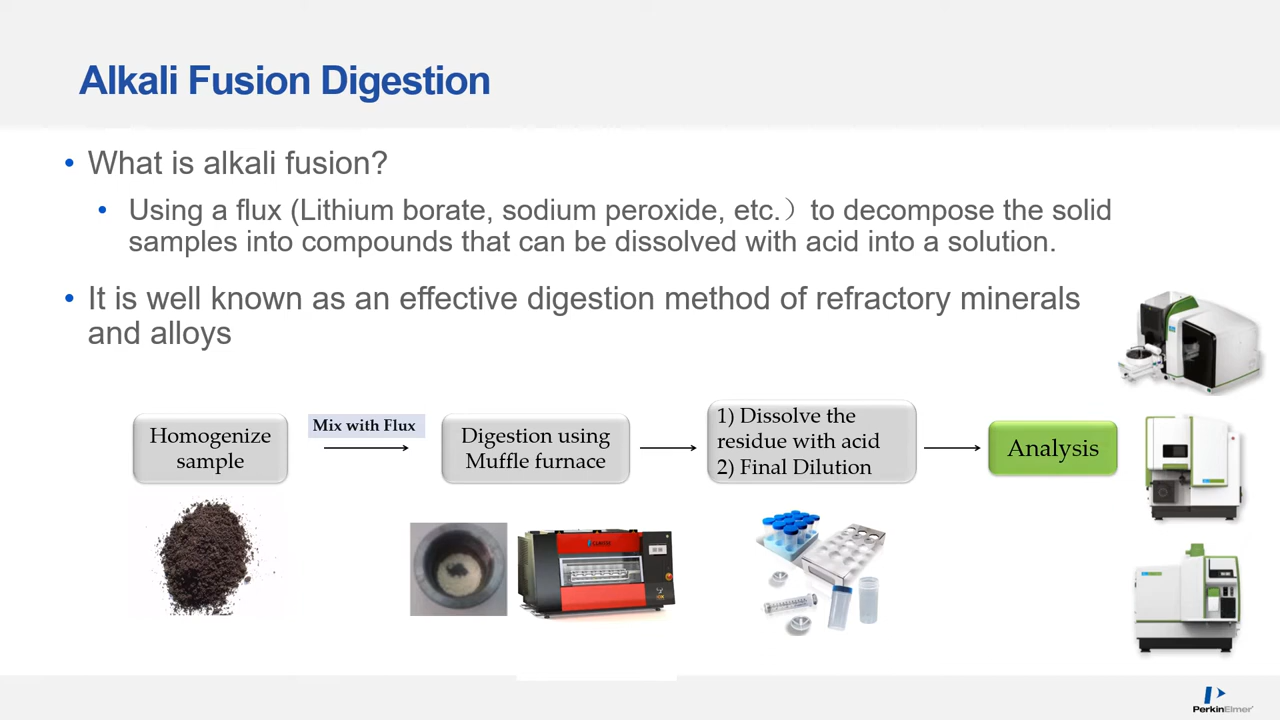 Alkali Fusion Digestion
• What is alkali fusion?
• Using a flux (Lithium borate, sodium peroxide, etc.）to decompose the solid
samples into compounds that can be dissolved with acid into a solution.
• It is well known as an effective digestion method of refractory minerals
and alloys
Homogenize
sample
Mix with Flux
Digestion using
Muffle furnace
1) Dissolve the
residue with acid
2) Final Dilution
Analysis
PerkinElmer